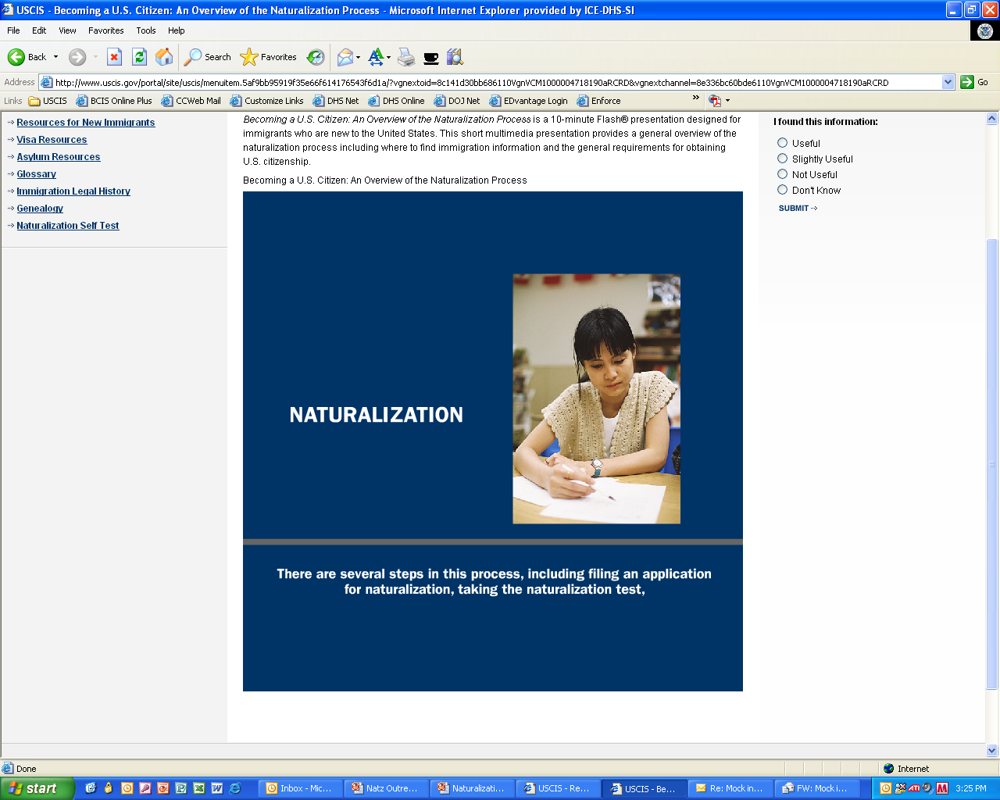 USCIS - Becoming a U.S. Citizen: An Overview of the Naturalization Process - Microsoft Internet Explorer provided by ICE-DHS-SI
File Edit View Favorites Tools Help
Back Search Favorites
Address http://www.uscis.gov/portal/site/uscis/menuitem.5af9bb95919f35e66f614176543f6d1a/?vgnextoid=8c141d30bb686110VgnVCM1000004718190aRCRD&vgnextchannel=8e336bc60bde6110VgnVCM1000004718190aRCRD Go
Links USCIS BCIS Online Plus CCWeb Mail Customize Links DHS Net DHS Online DOJ Net EDvantage Login Enforce »
Resources for New Immigrants
Visa Resources
Asylum Resources
Glossary
Immigration Legal History
Genealogy
Naturalization Self Test
Becoming a U.S. Citizen: An Overview of the Naturalization Process is a 10-minute Flash® presentation designed for
immigrants who are new to the United States. This short multimedia presentation provides a general overview of the
naturalization process including where to find immigration information and the general requirements for obtaining
U.S. citizenship.
Becoming a U.S. Citizen: An Overview of the Naturalization Process
NATURALIZATION
There are several steps in this process, including filing an application
for naturalization, taking the naturalization test,
I found this information:
Useful
Slightly Useful
Not Useful
Don't Know
SUBMIT
Done Internet
start Inbox - Mic... Natz Outre... Naturalizati... USCIS - Re... USCIS - Be... Re: Mock in... FW: Mock i... 3:25 PM